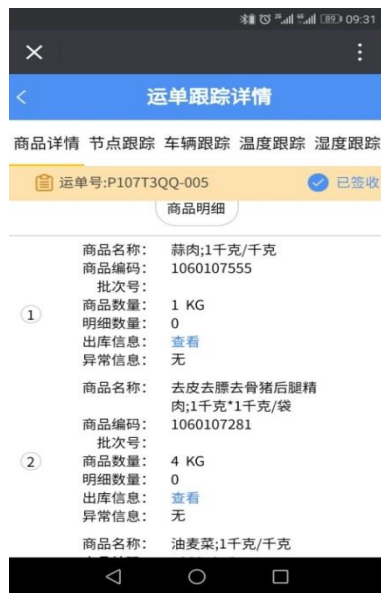 89 09:31
运单跟踪详情
商品详情 节点跟踪 车辆跟踪 温度跟踪 湿度跟踪
运单号:P107T3QQ-005 已签收
商品明细
商品名称： 蒜肉;1千克/千克
商品编码： 1060107555
批次号：
1
商品数量： 1 KG
明细数量： 0
出库信息： 查看
异常信息： 无
商品名称： 去皮去膘去骨猪后腿精
肉;1千克*1千克/袋
商品编码： 1060107281
批次号：
2
商品数量： 4 KG
明细数量： 0
出库信息： 查看
异常信息： 无
商品名称： 油麦菜;1千克/千克